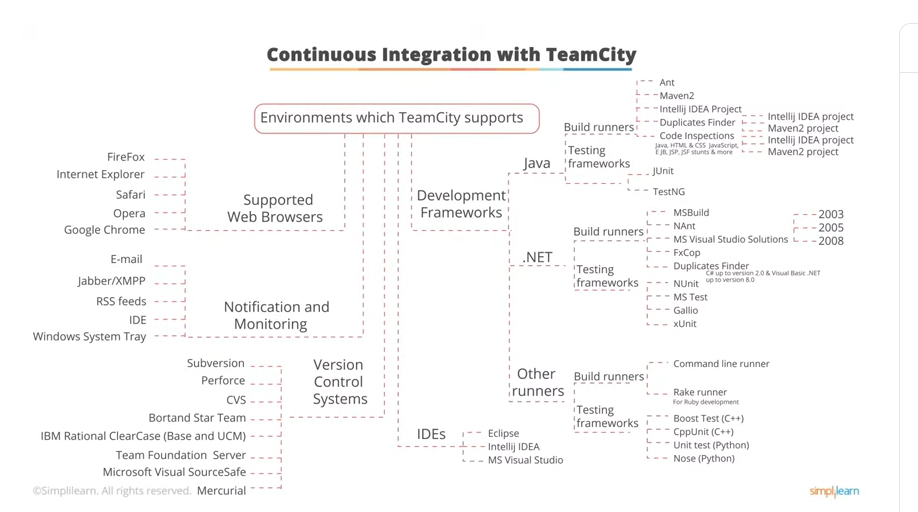 Continuous Integration with TeamCity
Environments which TeamCity supports
FireFox
Internet Explorer
Safari
Opera
Google Chrome
Supported
Web Browsers
E-mail
Jabber/XMPP
RSS feeds
IDE
Windows System Tray
Notification and
Monitoring
Subversion
Perforce
CVS
Bortand Star Team
IBM Rational ClearCase (Base and UCM)
Team Foundation Server
Microsoft Visual SourceSafe
Mercurial
Version
Control
Systems
IDEs
Eclipse
Intellij IDEA
MS Visual Studio
Development
Frameworks
Java
Build runners
Ant
Maven2
Intellij IDEA Project
Duplicates Finder
Code Inspections
Java, HTML & CSS JavaScript,
E JB, JSP, JSF stunts & more
Intellij IDEA project
Maven2 project
Intellij IDEA project
Maven2 project
Testing
frameworks
JUnit
TestNG
.NET
Build runners
MSBuild
NAnt
MS Visual Studio Solutions
FxCop
Duplicates Finder
C# up to version 2.0 & Visual Basic .NET
up to version 8.0
2003
2005
2008
Testing
frameworks
NUnit
MS Test
Gallio
xUnit
Other
runners
Build runners
Command line runner
Rake runner
For Ruby development
Testing
frameworks
Boost Test (C++)
CppUnit (C++)
Unit test (Python)
Nose (Python)
©Simplilearn. All rights reserved.
simplilearn